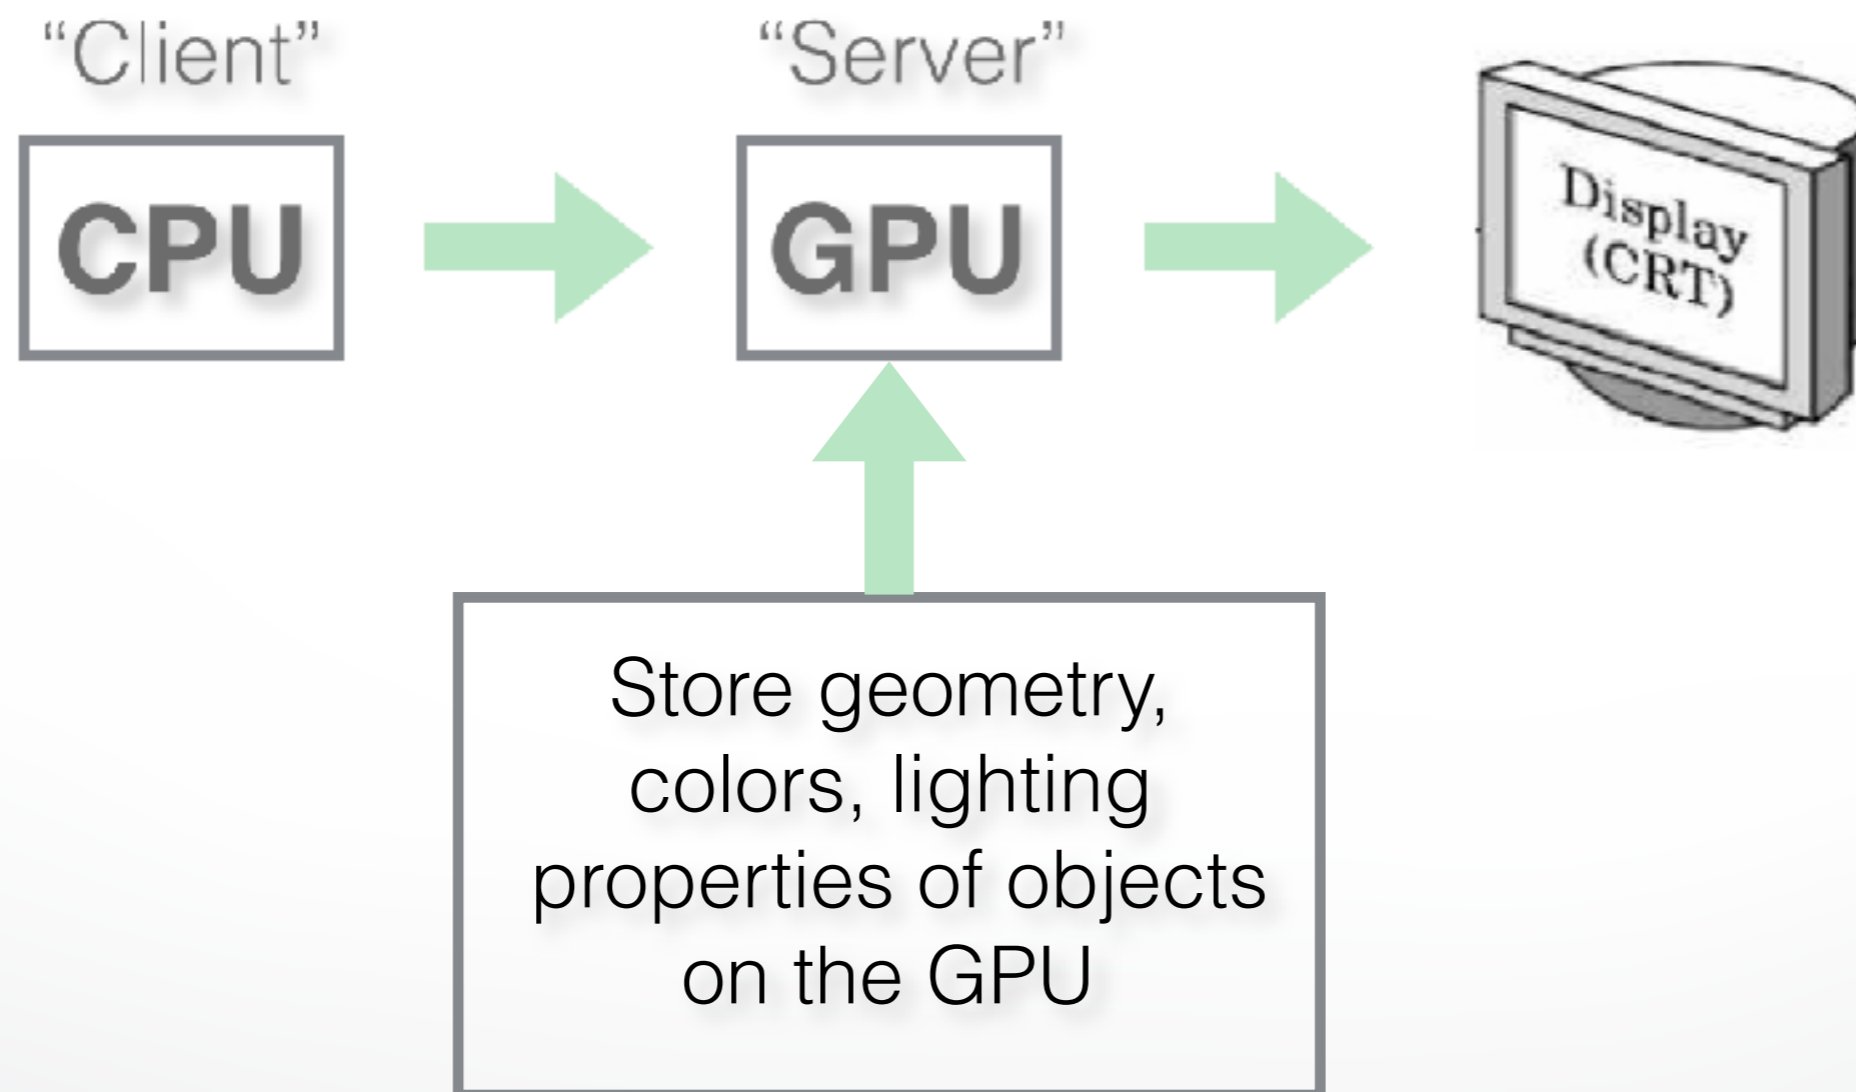 “Client”
“Server”
CPU
GPU
Display
(CRT)
Store geometry,
colors, lighting
properties of objects
on the GPU